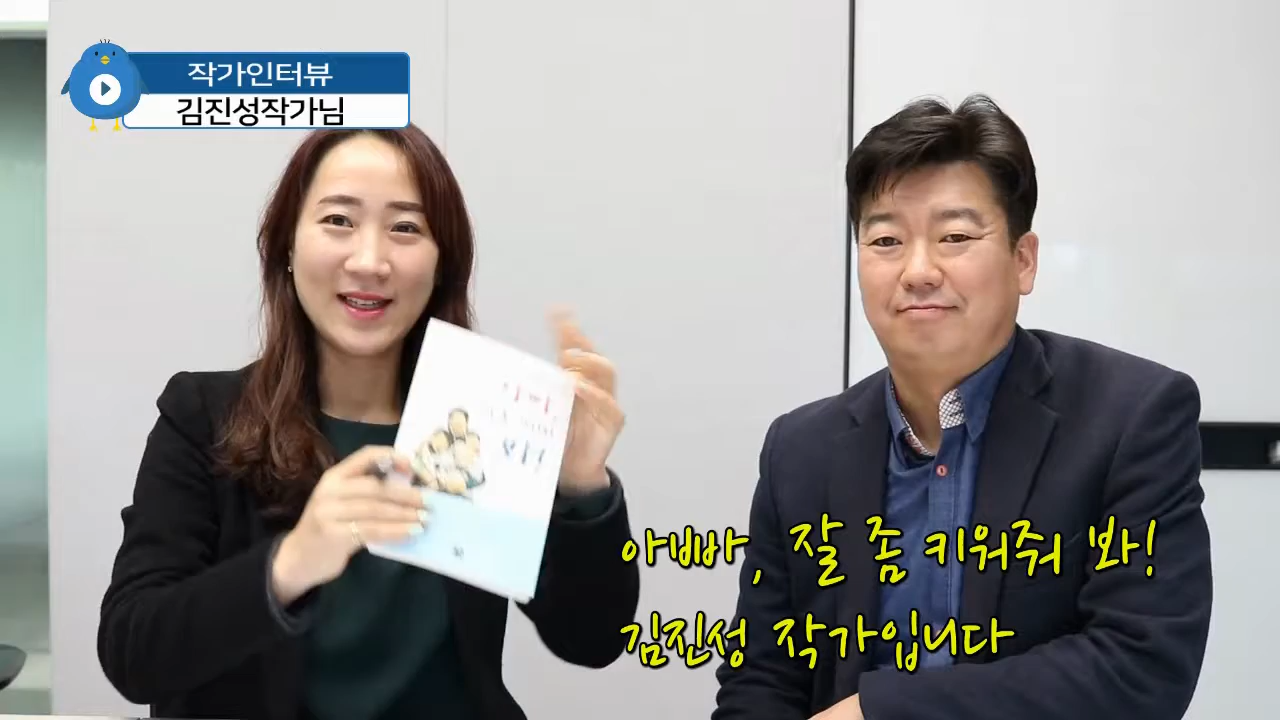 작가인터뷰
김진성작가님
아빠, 잘 좀 키워줘 봐!
김진성 작가입니다